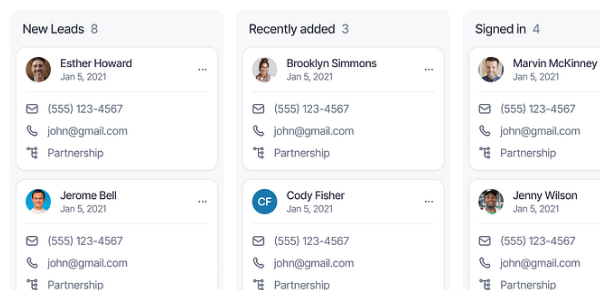 New Leads 8
Esther Howard
Jan 5, 2021
(555) 123-4567
john@gmail.com
Partnership
Jerome Bell
Jan 5, 2021
(555) 123-4567
john@gmail.com
Partnership
Recently added 3
Brooklyn Simmons
Jan 5, 2021
(555) 123-4567
john@gmail.com
Partnership
CF
Cody Fisher
Jan 5, 2021
(555) 123-4567
john@gmail.com
Partnership
Signed in 4
Marvin McKinney
Jan 5, 2021
(555) 123-4567
john@gmail.com
Partnership
Jenny Wilson
Jan 5, 2021
(555) 123-4567
john@gmail.com
Partnership